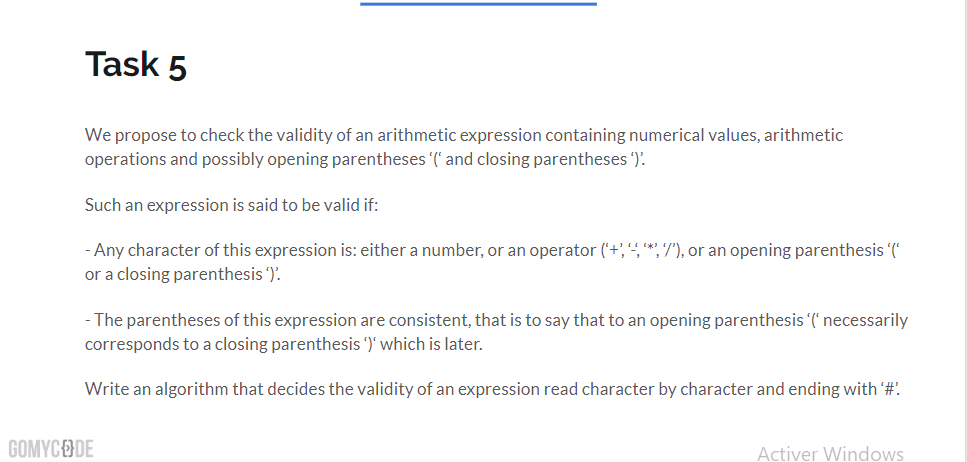 Task 5
We propose to check the validity of an arithmetic expression containing numerical values, arithmetic
operations and possibly opening parentheses ‘(‘ and closing parentheses ‘)’.
Such an expression is said to be valid if:
- Any character of this expression is: either a number, or an operator (‘+’, ‘-‘, ‘*’, ‘/’), or an opening parenthesis ‘(‘
or a closing parenthesis ‘)’.
- The parentheses of this expression are consistent, that is to say that to an opening parenthesis ‘(‘ necessarily
corresponds to a closing parenthesis ‘)‘ which is later.
Write an algorithm that decides the validity of an expression read character by character and ending with ‘#’.
GOMYC{}DE
Activer Windows